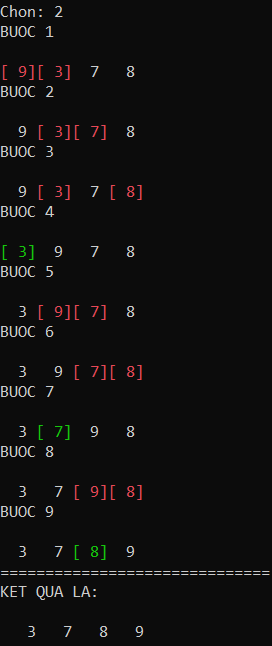 Chon: 2
BUOC 1
[ 9][ 3]  7   8
BUOC 2
  9 [ 3][ 7]  8
BUOC 3
  9 [ 3]  7 [ 8]
BUOC 4
[ 3]  9   7   8
BUOC 5
  3 [ 9][ 7]  8
BUOC 6
  3   9 [ 7][ 8]
BUOC 7
  3 [ 7]  9   8
BUOC 8
  3   7 [ 9][ 8]
BUOC 9
  3   7 [ 8]  9
==============================
KET QUA LA:
   3   7   8   9